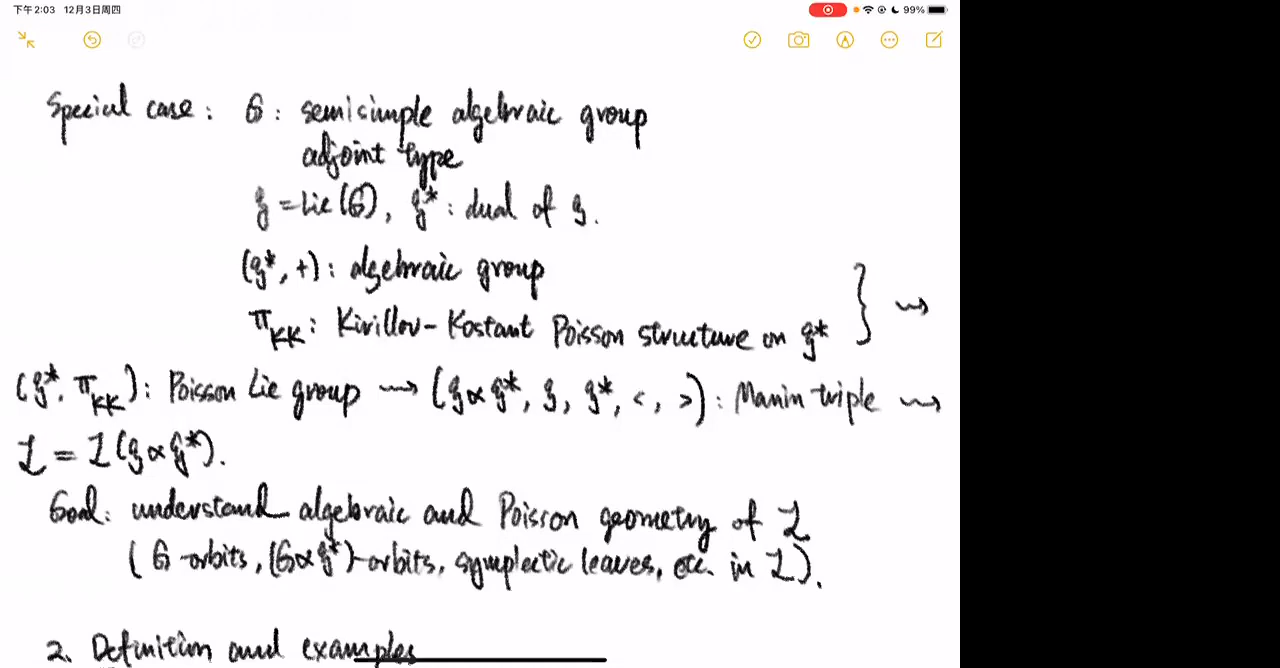 下午2:03 12月3日周四 99%
Special case: G: semisimple algebraic group
adjoint type
𝔤 = Lie(G), 𝔤*: dual of 𝔤.
(𝔤*, +): algebraic group
π_KK: Kirillov-Kostant Poisson structure on 𝔤* } ⇝
(𝔤*, π_KK): Poisson Lie group ⇝ (𝔤⋉𝔤*, 𝔤, 𝔤*, <, >): Manin triple ⇝
ℒ = ℒ(𝔤⋉𝔤*).
Goal: understand algebraic and Poisson geometry of ℒ
(G-orbits, (G⋉𝔤*)-orbits, symplectic leaves, etc. in ℒ).
2. Definition and examples